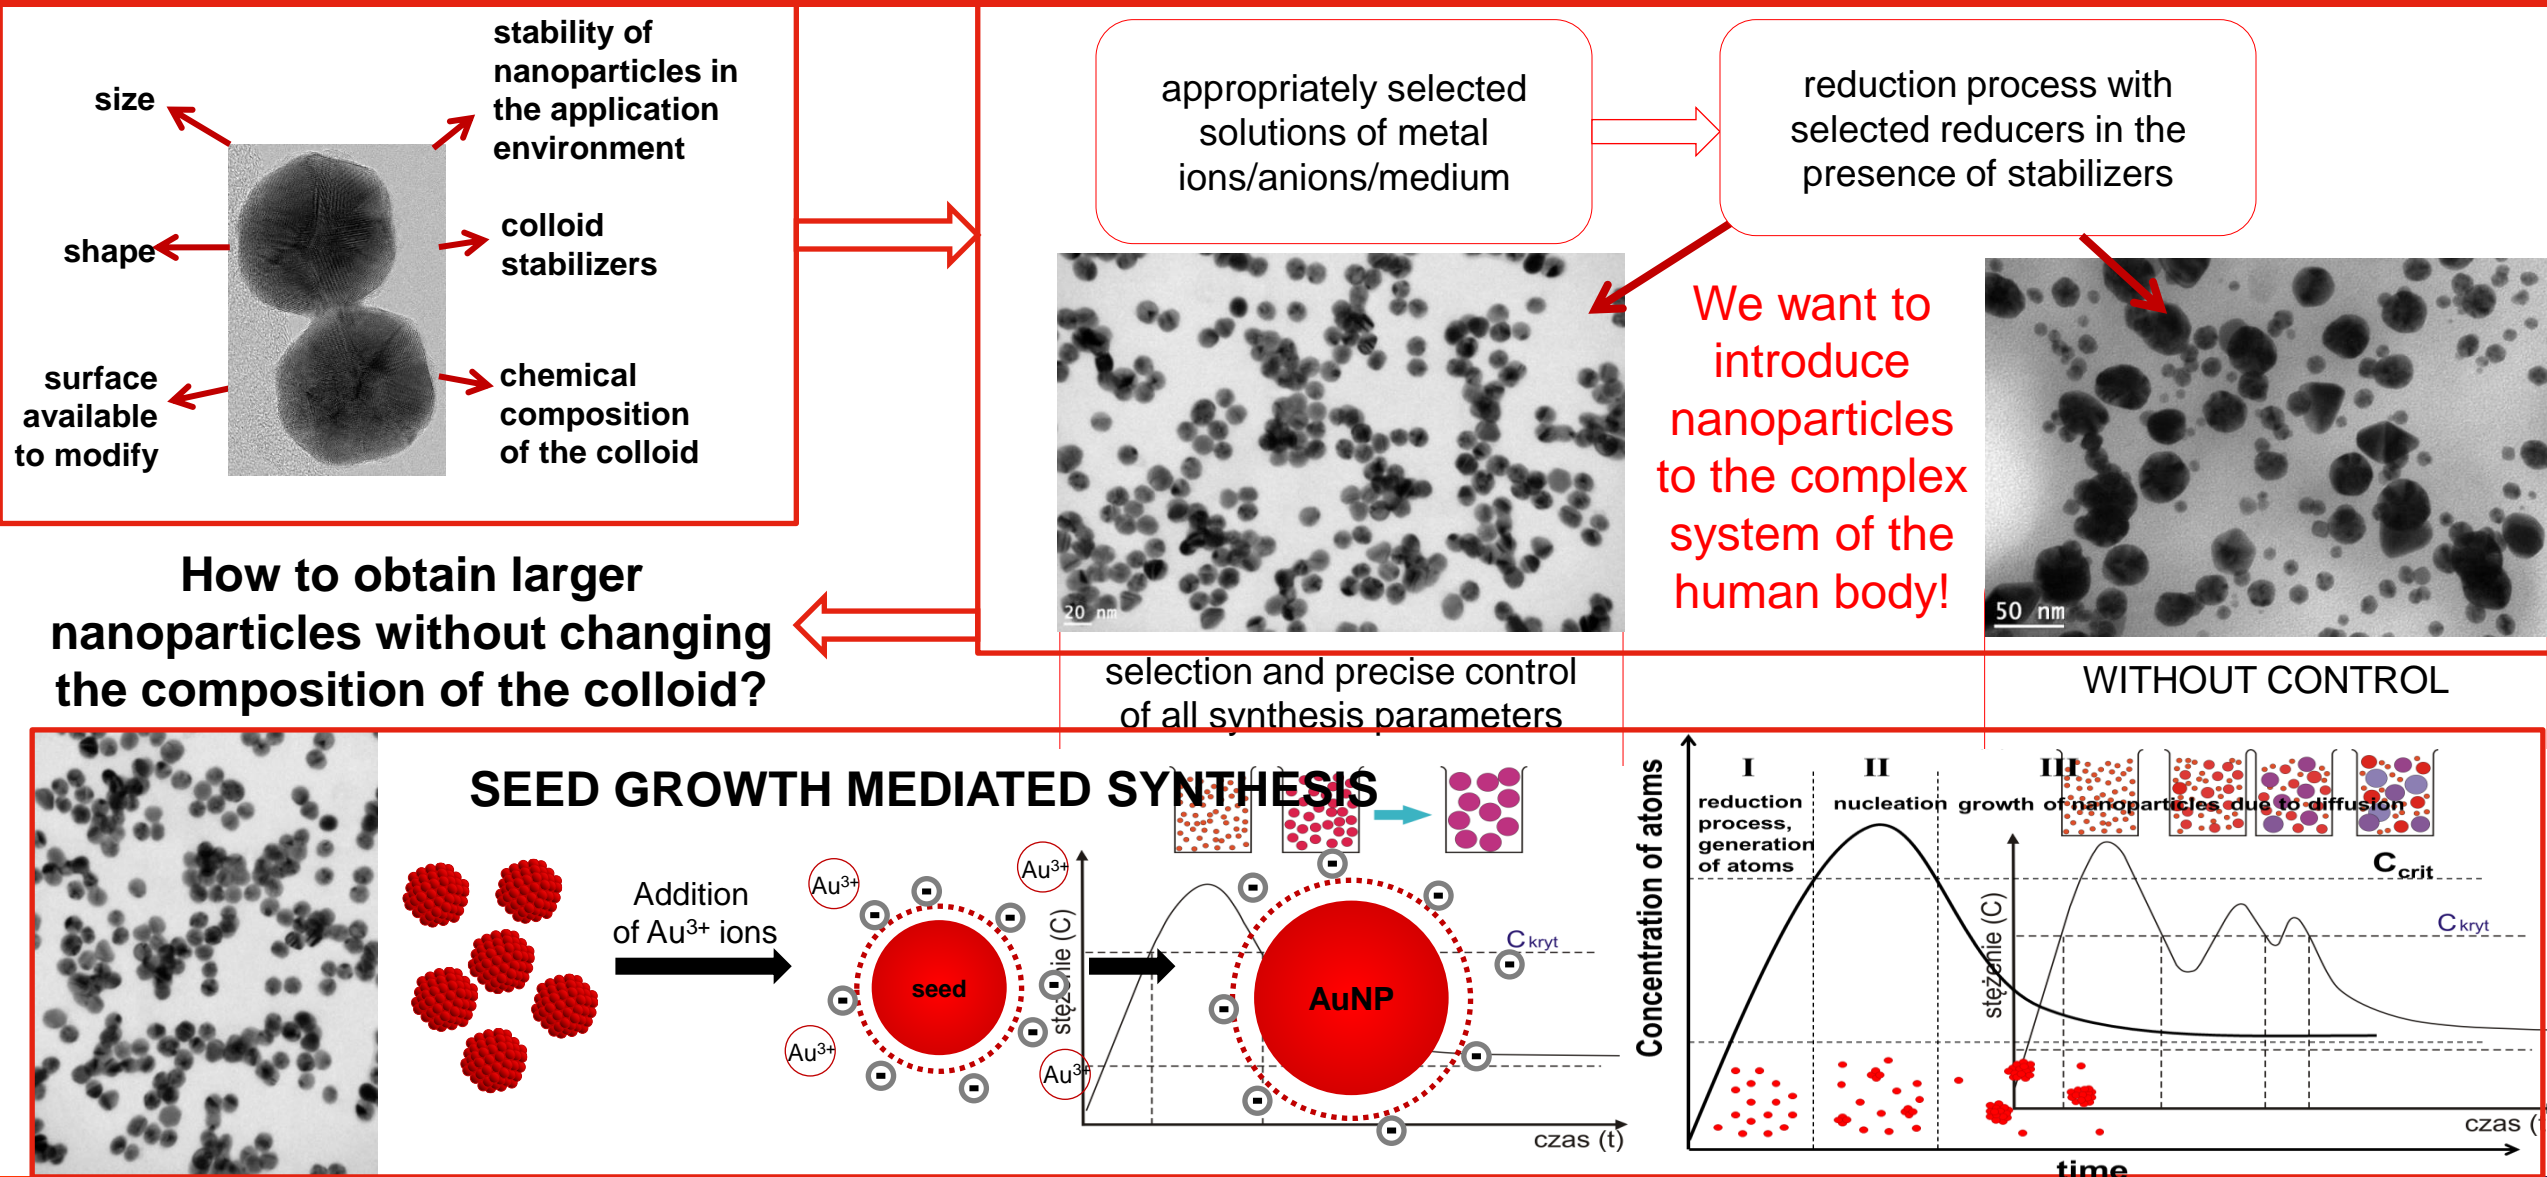 size
shape
surface
available
to modify
stability of
nanoparticles in
the application
environment
colloid
stabilizers
chemical
composition
of the colloid
appropriately selected
solutions of metal
ions/anions/medium
reduction process with
selected reducers in the
presence of stabilizers
20 nm
We want to
introduce
nanoparticles
to the complex
system of the
human body!
50 nm
selection and precise control
of all synthesis parameters
WITHOUT CONTROL
How to obtain larger
nanoparticles without changing
the composition of the colloid?
SEED GROWTH MEDIATED SYNTHESIS
Addition
of Au³⁺ ions
Au³⁺
Au³⁺
Au³⁺
Au³⁺
seed
AuNP
stężenie (C)
C kryt
czas (t)
Concentration of atoms
I
II
III
reduction
process,
generation
of atoms
nucleation
growth of nanoparticles due to diffusion
C crit
stężenie (C)
C kryt
czas (
time